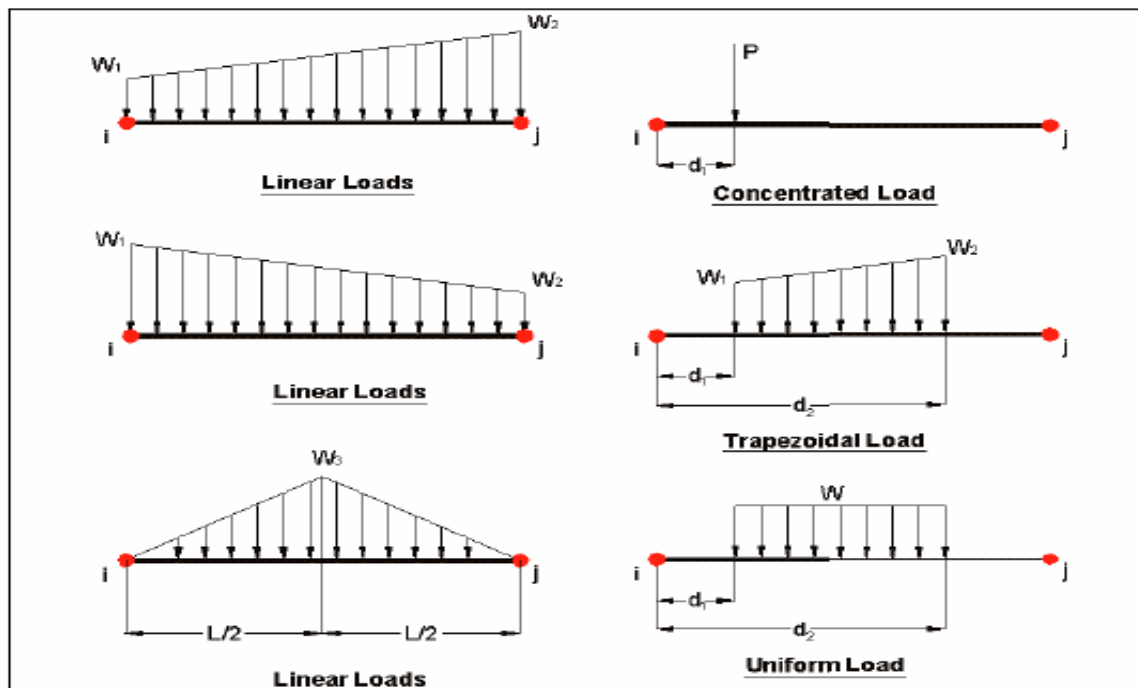 W₂
W₁
i
j
Linear Loads
P
i
j
d₁
Concentrated Load
W₁
W₂
i
j
Linear Loads
W₂
W₁
i
j
d₁
d₂
Trapezoidal Load
W₃
i
j
L/2
L/2
Linear Loads
W
i
j
d₁
d₂
Uniform Load